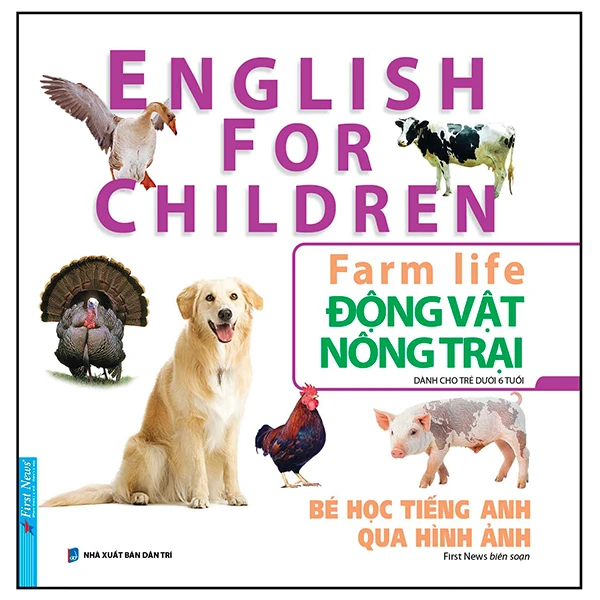 ENGLISH
FOR
CHILDREN
Farm life
ĐỘNG VẬT
NÔNG TRẠI
DÀNH CHO TRẺ DƯỚI 6 TUỔI
BÉ HỌC TIẾNG ANH
QUA HÌNH ẢNH
First News biên soạn
First News
NHÀ XUẤT BẢN DÂN TRÍ